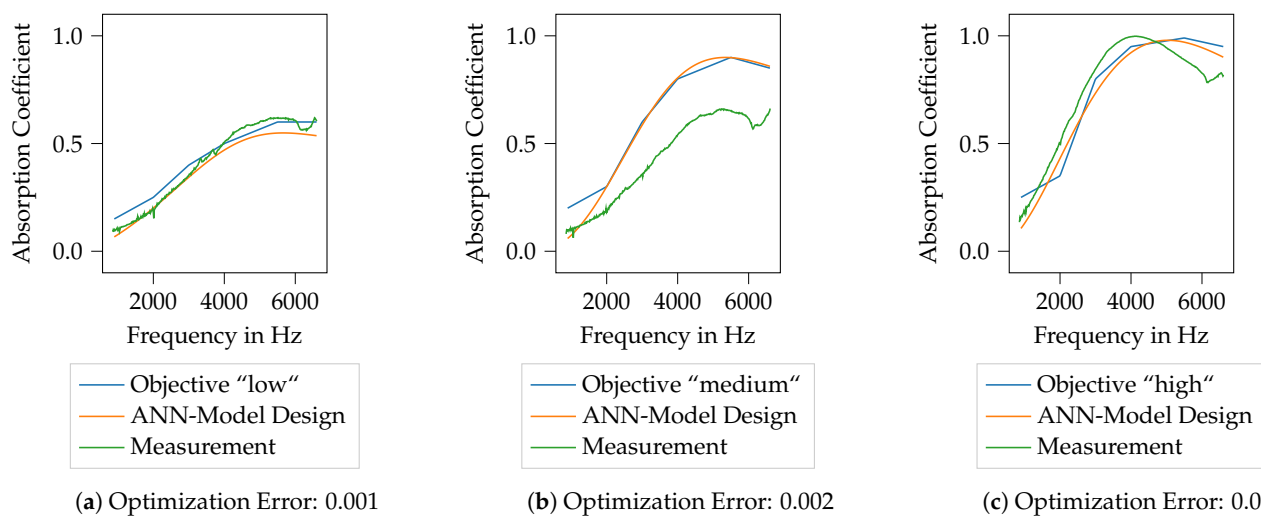 Absorption Coefficient
1.0
0.5
0.0
2000 4000 6000
Frequency in Hz
Objective “low“
ANN-Model Design
Measurement
(a) Optimization Error: 0.001
Absorption Coefficient
1.0
0.5
0.0
2000 4000 6000
Frequency in Hz
Objective “medium“
ANN-Model Design
Measurement
(b) Optimization Error: 0.002
Absorption Coefficient
1.0
0.5
0.0
2000 4000 6000
Frequency in Hz
Objective “high“
ANN-Model Design
Measurement
(c) Optimization Error: 0.0